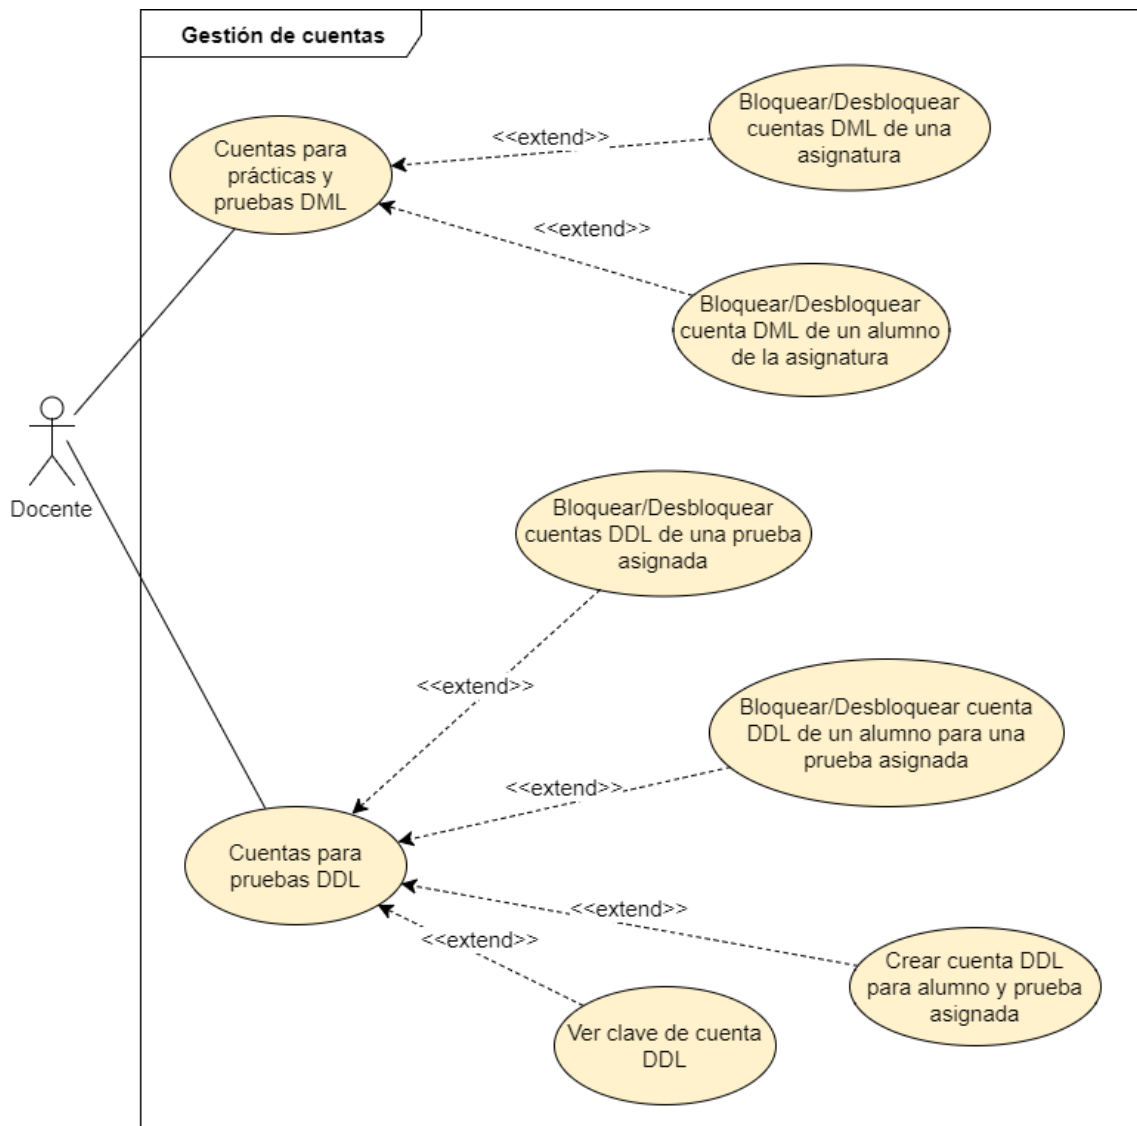 Gestión de cuentas
Bloquear/Desbloquear
cuentas DML de una
asignatura
<<extend>>
Cuentas para
prácticas y
pruebas DML
<<extend>>
Bloquear/Desbloquear
cuenta DML de un alumno
de la asignatura
Docente
Bloquear/Desbloquear
cuentas DDL de una prueba
asignada
<<extend>>
Bloquear/Desbloquear cuenta
DDL de un alumno para una
prueba asignada
<<extend>>
Cuentas para
pruebas DDL
<<extend>>
<<extend>>
Crear cuenta DDL
para alumno y prueba
asignada
Ver clave de cuenta
DDL